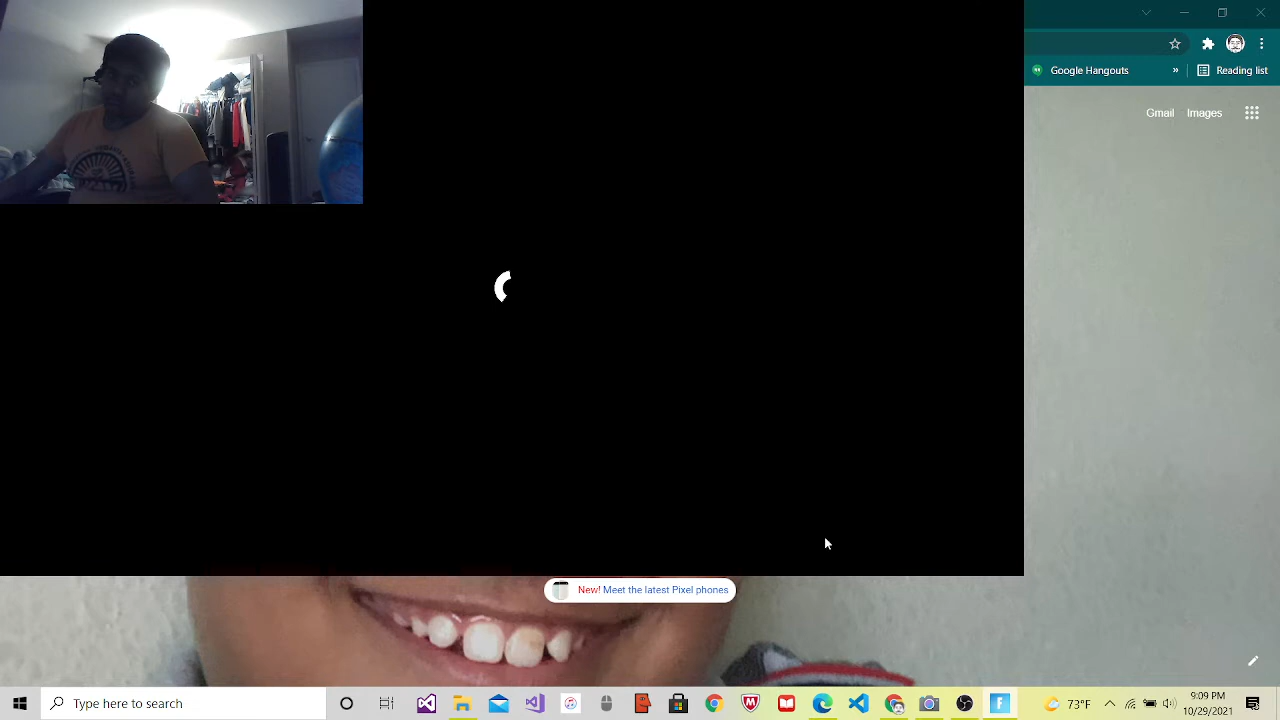 Google Hangouts
»
Reading list
Gmail Images
New! Meet the latest Pixel phones
Type here to search
73°F
9:09 PM
10/29/2021